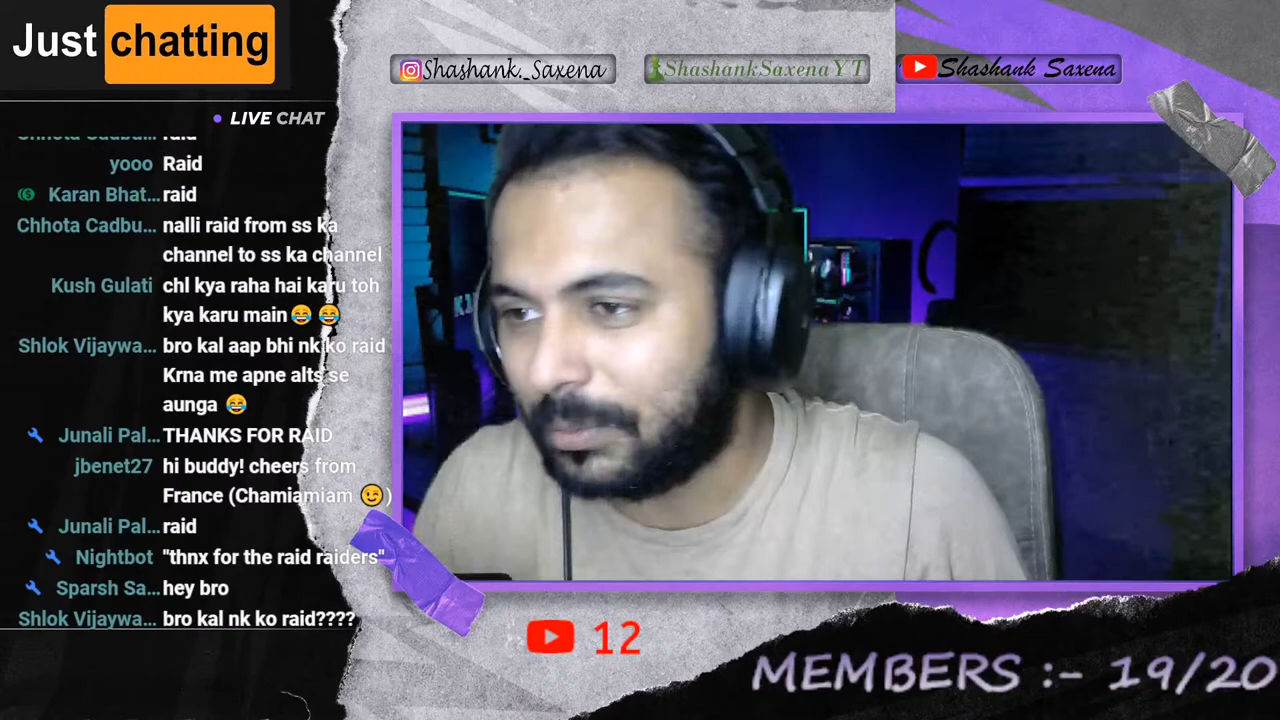 Just chatting
Shashank._Saxena
ShashankSaxenaYT
Shashank Saxena
LIVE CHAT
raid
yooo Raid
Karan Bhat... raid
Chhota Cadbu... nalli raid from ss ka
channel to ss ka channel
Kush Gulati chl kya raha hai karu toh
kya karu main😂 😂
Shlok Vijaywa... bro kal aap bhi nk ko raid
Krna me apne alts se
aunga 😂
Junali Pal... THANKS FOR RAID
jbenet27 hi buddy! cheers from
France (Chamiamiam 😉 )
Junali Pal... raid
Nightbot "thnx for the raid raiders"
Sparsh Sa... hey bro
Shlok Vijaywa... bro kal nk ko raid????
12
MEMBERS :- 19/20